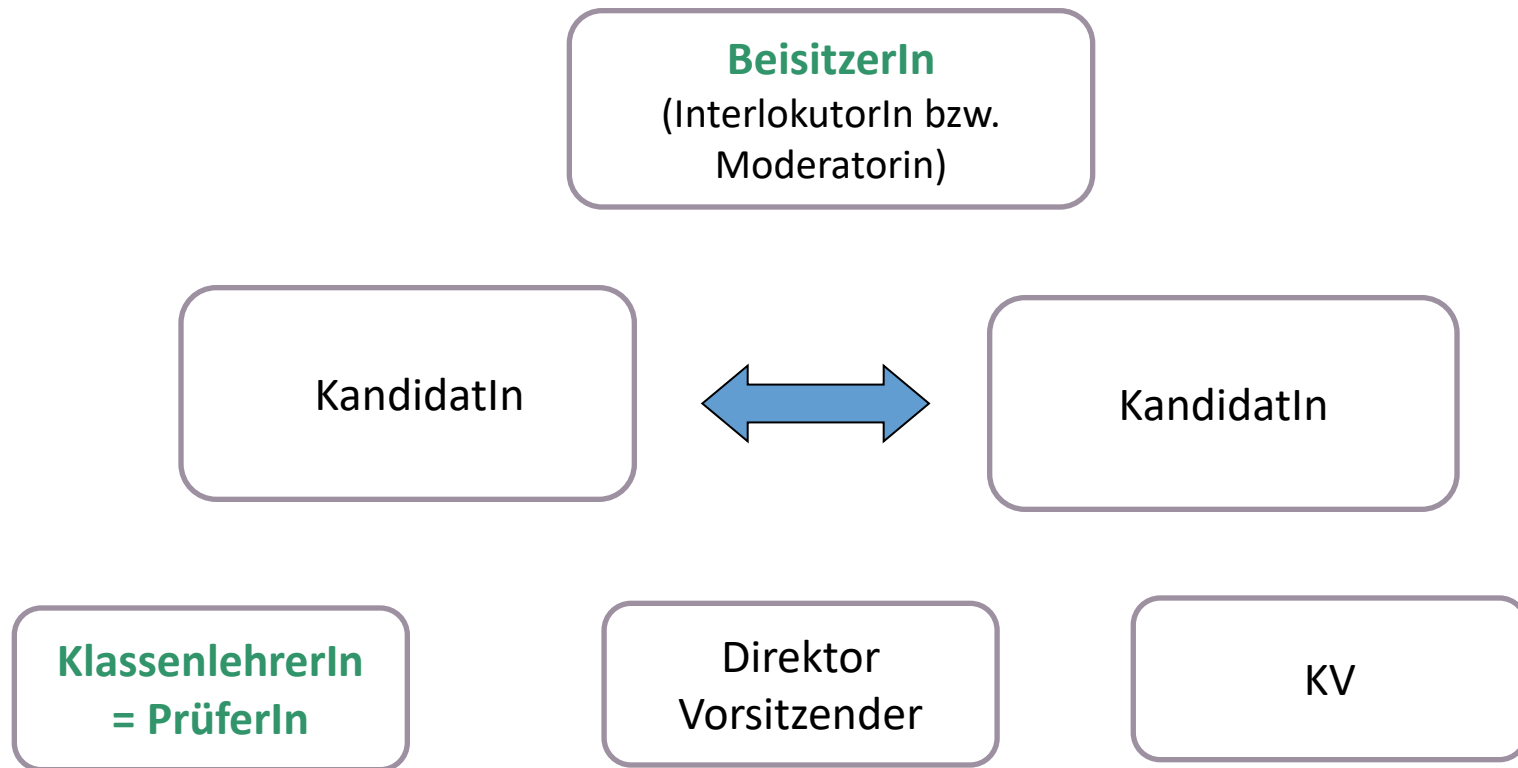 BeisitzerIn
(InterlokutorIn bzw.
Moderatorin)
KandidatIn
KandidatIn
KlassenlehrerIn
= PrüferIn
Direktor
Vorsitzender
KV